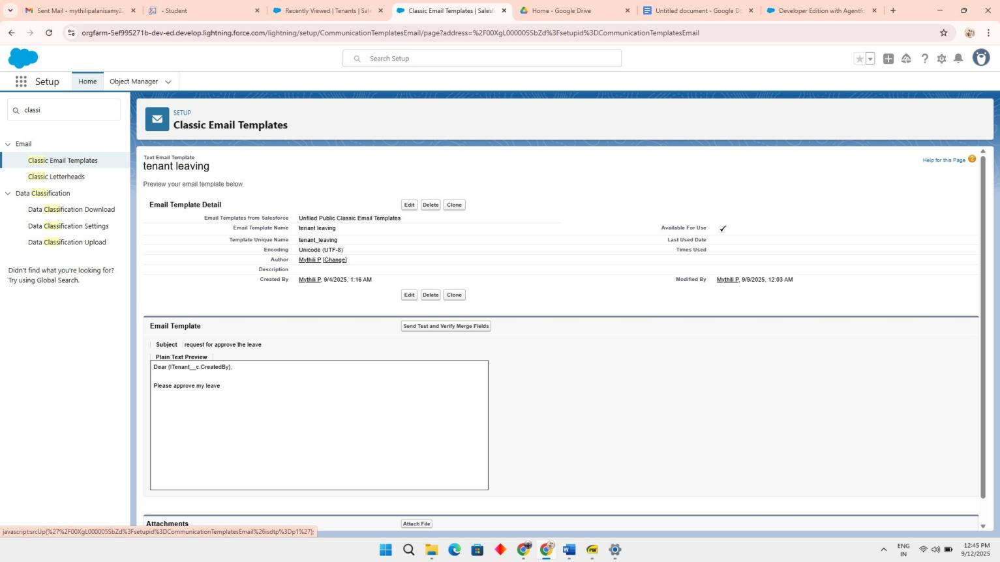 Sent Mail - mythilipalanisamy2
- Student
Recently Viewed | Tenants | Sale
Classic Email Templates | Salesf
Home - Google Drive
Untitled document - Google Do
Developer Edition with Agentfo
orgfarm-5ef995271b-dev-ed.develop.lightning.force.com/lightning/setup/CommunicationTemplatesEmail/page?address=%2F00XgL000005SbZd%3Fsetupid%3DCommunicationTemplatesEmail
Search Setup
Setup
Home
Object Manager
classi
Email
Classic Email Templates
Classic Letterheads
Data Classification
Data Classification Download
Data Classification Settings
Data Classification Upload
Didn't find what you're looking for?
Try using Global Search.
SETUP
Classic Email Templates
Text Email Template
tenant leaving
Help for this Page
Preview your email template below.
Email Template Detail
Edit Delete Clone
Email Templates from Salesforce Unfiled Public Classic Email Templates
Email Template Name tenant leaving Available For Use ✓
Template Unique Name tenant_leaving Last Used Date
Encoding Unicode (UTF-8) Times Used
Author Mythili P [Change]
Description
Created By Mythili P, 9/4/2025, 1:16 AM Modified By Mythili P, 9/9/2025, 12:03 AM
Edit Delete Clone
Email Template Send Test and Verify Merge Fields
Subject request for approve the leave
Plain Text Preview
Dear {!Tenant__c.CreatedBy},
Please approve my leave
Attachments Attach File
javascript:srcUp(%27%2F00XgL000005SbZd%3Fsetupid%3DCommunicationTemplatesEmail%26isdtp%3Dp1%27);
ENG
IN
12:45 PM
9/12/2025